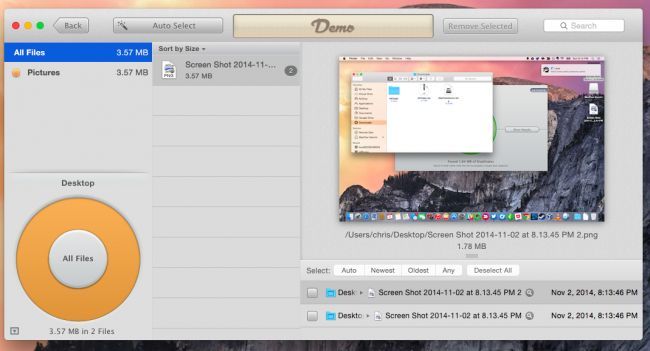 Back
Auto Select
Demo
Remove Selected
Search
All Files 3.57 MB
Pictures 3.57 MB
Sort by Size
Screen Shot 2014-11-...
3.57 MB
2
PNG
Desktop
All Files
3.57 MB in 2 Files
/Users/chris/Desktop/Screen Shot 2014-11-02 at 8.13.45 PM 2.png
1.78 MB
Select: Auto Newest Oldest Any Deselect All
Deskt Screen Shot 2014-11-02 at 8.13.45 PM 2 Nov 2, 2014, 8:13:46 PM
Deskto Screen Shot 2014-11-02 at 8.13.45 PM Nov 2, 2014, 8:13:46 PM